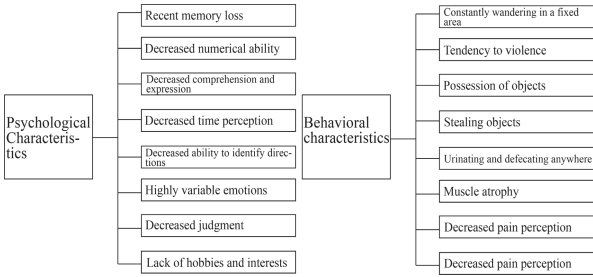 Psychological
Characteris-
tics
Recent memory loss
Decreased numerical ability
Decreased comprehension and
expression
Decreased time perception
Decreased ability to identify direc-
tions
Highly variable emotions
Decreased judgment
Lack of hobbies and interests
Behavioral
characteristics
Constantly wandering in a fixed
area
Tendency to violence
Possession of objects
Stealing objects
Urinating and defecating anywhere
Muscle atrophy
Decreased pain perception
Decreased pain perception